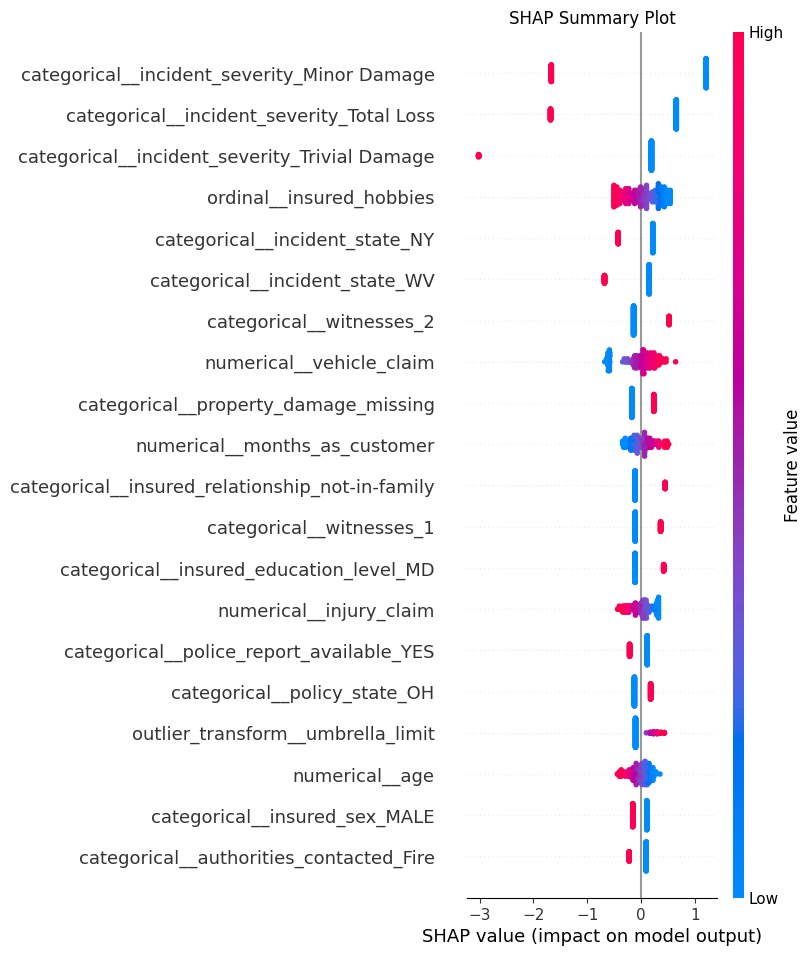 SHAP Summary Plot
High
categorical__incident_severity_Minor Damage
categorical__incident_severity_Total Loss
categorical__incident_severity_Trivial Damage
ordinal__insured_hobbies
categorical__incident_state_NY
categorical__incident_state_WV
categorical__witnesses_2
numerical__vehicle_claim
categorical__property_damage_missing
numerical__months_as_customer
categorical__insured_relationship_not-in-family
categorical__witnesses_1
categorical__insured_education_level_MD
numerical__injury_claim
categorical__police_report_available_YES
categorical__policy_state_OH
outlier_transform__umbrella_limit
numerical__age
categorical__insured_sex_MALE
categorical__authorities_contacted_Fire
Feature value
Low
−3 −2 −1 0 1
SHAP value (impact on model output)